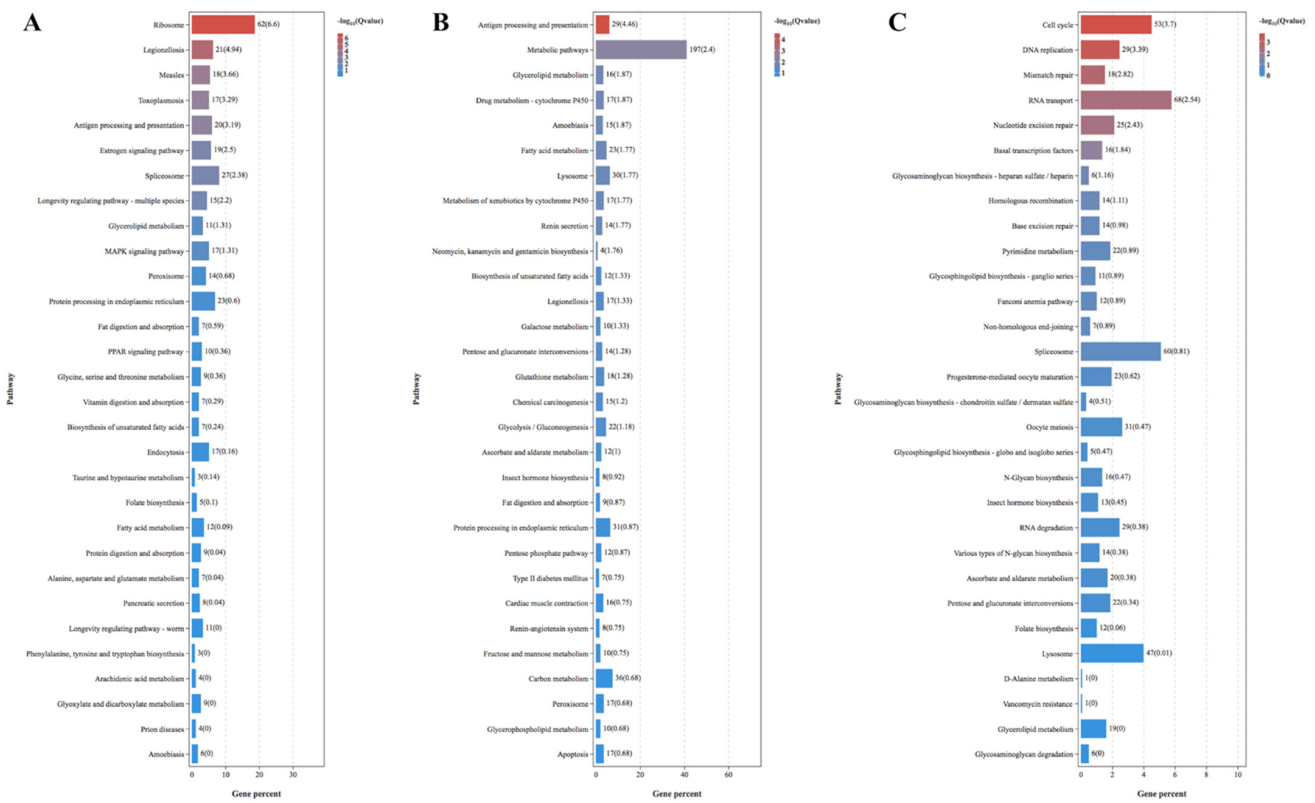 A
-log10(Qvalue)
6
5
4
3
2
1
Pathway
Ribosome 62(6.6)
Legionellosis 21(4.94)
Measles 18(3.66)
Toxoplasmosis 17(3.29)
Antigen processing and presentation 20(3.19)
Estrogen signaling pathway 19(2.5)
Spliceosome 27(2.38)
Longevity regulating pathway - multiple species 15(2.2)
Glycerolipid metabolism 11(1.31)
MAPK signaling pathway 17(1.31)
Peroxisome 14(0.68)
Protein processing in endoplasmic reticulum 23(0.6)
Fat digestion and absorption 7(0.59)
PPAR signaling pathway 10(0.36)
Glycine, serine and threonine metabolism 9(0.36)
Vitamin digestion and absorption 7(0.29)
Biosynthesis of unsaturated fatty acids 7(0.24)
Endocytosis 17(0.16)
Taurine and hypotaurine metabolism 3(0.14)
Folate biosynthesis 5(0.1)
Fatty acid metabolism 12(0.09)
Protein digestion and absorption 9(0.04)
Alanine, aspartate and glutamate metabolism 7(0.04)
Pancreatic secretion 8(0.04)
Longevity regulating pathway - worm 11(0)
Phenylalanine, tyrosine and tryptophan biosynthesis 3(0)
Arachidonic acid metabolism 4(0)
Glyoxylate and dicarboxylate metabolism 9(0)
Prion diseases 4(0)
Amoebiasis 6(0)
0 10 20 30
Gene percent
B
-log10(Qvalue)
4
3
2
1
Pathway
Antigen processing and presentation 29(4.46)
Metabolic pathways 197(2.4)
Glycerolipid metabolism 16(1.87)
Drug metabolism - cytochrome P450 17(1.87)
Amoebiasis 15(1.87)
Fatty acid metabolism 23(1.77)
Lysosome 30(1.77)
Metabolism of xenobiotics by cytochrome P450 17(1.77)
Renin secretion 14(1.77)
Neomycin, kanamycin and gentamicin biosynthesis 4(1.76)
Biosynthesis of unsaturated fatty acids 12(1.33)
Legionellosis 17(1.33)
Galactose metabolism 10(1.33)
Pentose and glucuronate interconversions 14(1.28)
Glutathione metabolism 18(1.28)
Chemical carcinogenesis 15(1.2)
Glycolysis / Gluconeogenesis 22(1.18)
Ascorbate and aldarate metabolism 12(1)
Insect hormone biosynthesis 8(0.92)
Fat digestion and absorption 9(0.87)
Protein processing in endoplasmic reticulum 31(0.87)
Pentose phosphate pathway 12(0.87)
Type II diabetes mellitus 7(0.75)
Cardiac muscle contraction 16(0.75)
Renin-angiotensin system 8(0.75)
Fructose and mannose metabolism 10(0.75)
Carbon metabolism 36(0.68)
Peroxisome 17(0.68)
Glycerophospholipid metabolism 10(0.68)
Apoptosis 17(0.68)
0 20 40 60
Gene percent
C
-log10(Qvalue)
3
2
1
0
Pathway
Cell cycle 53(3.7)
DNA replication 29(3.39)
Mismatch repair 18(2.82)
RNA transport 68(2.54)
Nucleotide excision repair 25(2.43)
Basal transcription factors 16(1.84)
Glycosaminoglycan biosynthesis - heparan sulfate / heparin 6(1.16)
Homologous recombination 14(1.11)
Base excision repair 14(0.98)
Pyrimidine metabolism 22(0.89)
Glycosphingolipid biosynthesis - ganglio series 11(0.89)
Fanconi anemia pathway 12(0.89)
Non-homologous end-joining 7(0.89)
Spliceosome 60(0.81)
Progesterone-mediated oocyte maturation 23(0.62)
Glycosaminoglycan biosynthesis - chondroitin sulfate / dermatan sulfate 4(0.51)
Oocyte meiosis 31(0.47)
Glycosphingolipid biosynthesis - globo and isoglobo series 5(0.47)
N-Glycan biosynthesis 16(0.47)
Insect hormone biosynthesis 13(0.45)
RNA degradation 29(0.38)
Various types of N-glycan biosynthesis 14(0.38)
Ascorbate and aldarate metabolism 20(0.38)
Pentose and glucuronate interconversions 22(0.34)
Folate biosynthesis 12(0.06)
Lysosome 47(0.01)
D-Alanine metabolism 1(0)
Vancomycin resistance 1(0)
Glycerolipid metabolism 19(0)
Glycosaminoglycan degradation 6(0)
0 2 4 6 8 10
Gene percent